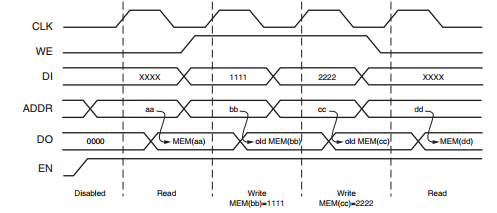 CLK
WE
DI XXXX 1111 2222 XXXX
ADDR aa bb cc dd
DO 0000 MEM(aa) old MEM(bb) old MEM(cc) MEM(dd)
EN
Disabled Read Write Write Read
MEM(bb)=1111 MEM(cc)=2222